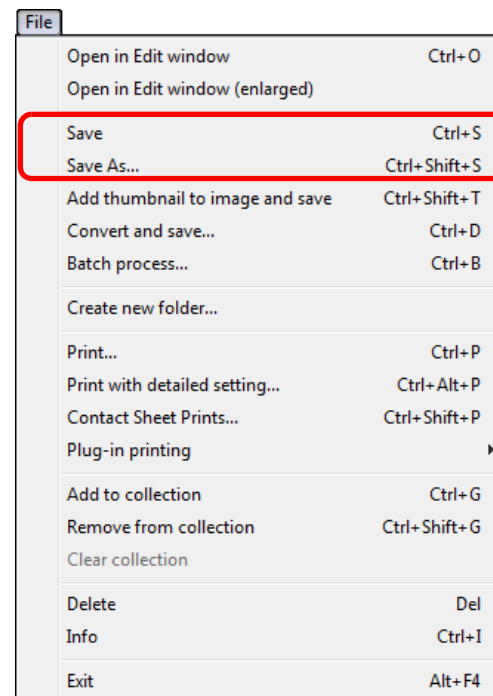 File
Open in Edit window Ctrl+O
Open in Edit window (enlarged)
Save Ctrl+S
Save As... Ctrl+Shift+S
Add thumbnail to image and save Ctrl+Shift+T
Convert and save... Ctrl+D
Batch process... Ctrl+B
Create new folder...
Print... Ctrl+P
Print with detailed setting... Ctrl+Alt+P
Contact Sheet Prints... Ctrl+Shift+P
Plug-in printing
Add to collection Ctrl+G
Remove from collection Ctrl+Shift+G
Clear collection
Delete Del
Info Ctrl+I
Exit Alt+F4